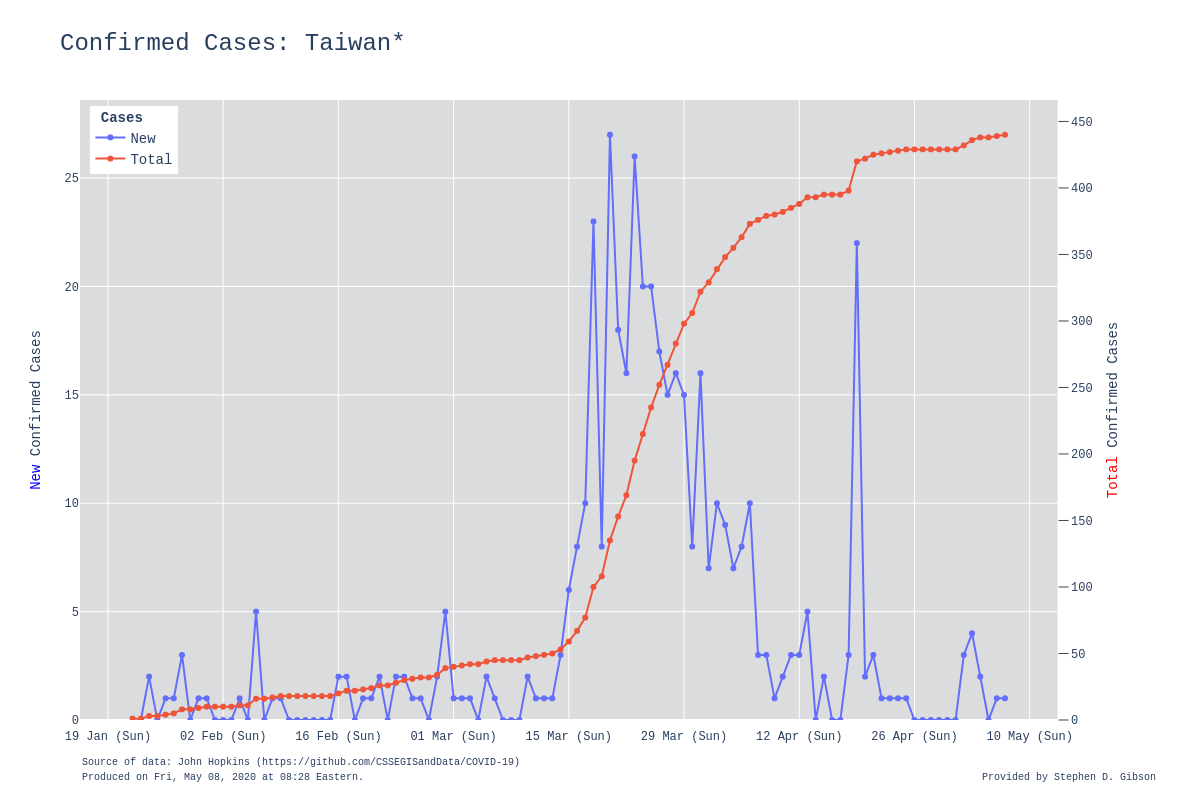 Confirmed Cases: Taiwan*
Cases
New
Total
25
20
15
10
5
0
New Confirmed Cases
450
400
350
300
250
200
150
100
50
0
Total Confirmed Cases
19 Jan (Sun) 02 Feb (Sun) 16 Feb (Sun) 01 Mar (Sun) 15 Mar (Sun) 29 Mar (Sun) 12 Apr (Sun) 26 Apr (Sun) 10 May (Sun)
Source of data: John Hopkins (https://github.com/CSSEGISandData/COVID-19)
Produced on Fri, May 08, 2020 at 08:28 Eastern.
Provided by Stephen D. Gibson